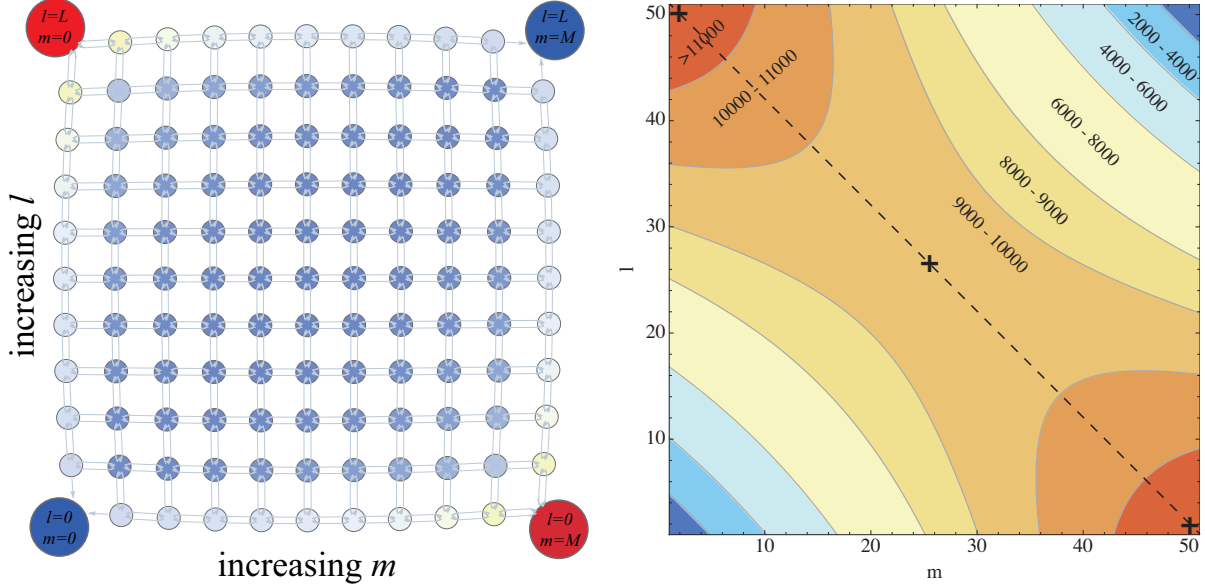 l=L
m=0
l=L
m=M
increasing l
l=0
m=0
l=0
m=M
increasing m
50
40
30
20
10
l
>11000
10000 - 11000
9000 - 10000
8000 - 9000
6000 - 8000
4000 - 6000
2000 - 4000
10
20
30
40
50
m